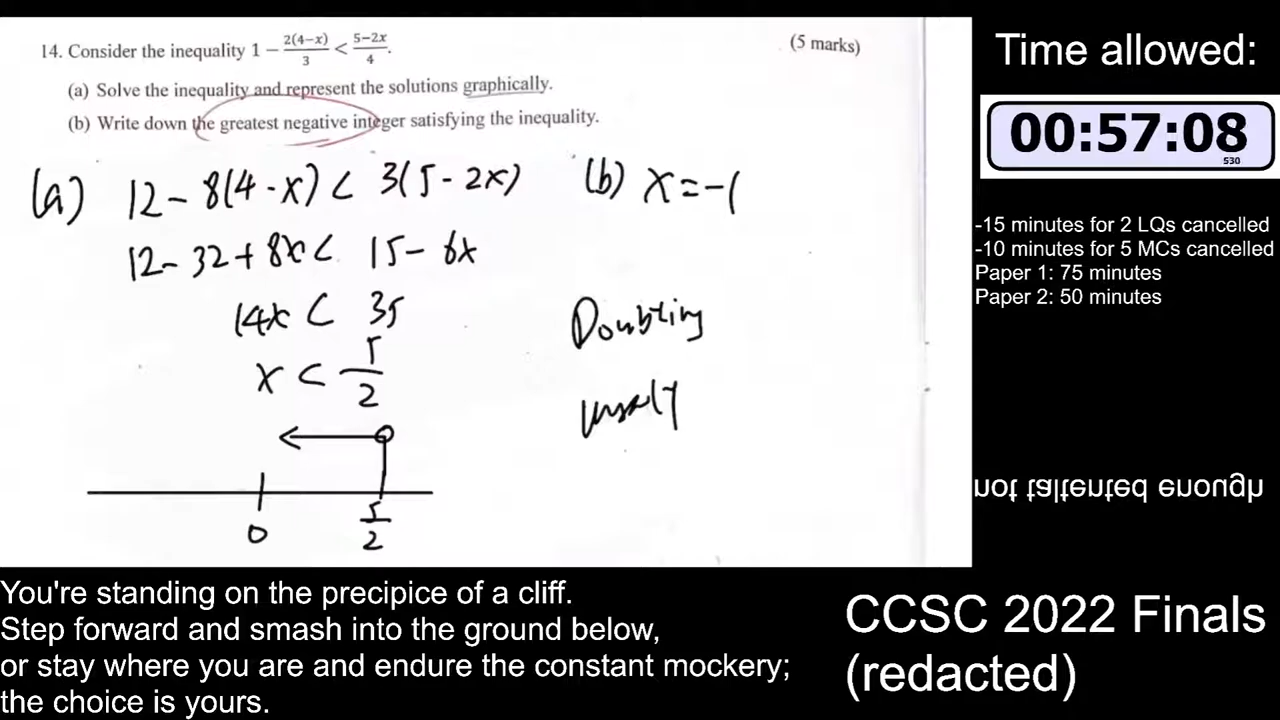 14. Consider the inequality 1 − 2(4−x)/3 < 5−2x/4.
(5 marks)
(a) Solve the inequality and represent the solutions graphically.
(b) Write down the greatest negative integer satisfying the inequality.
(a) 12 - 8(4 - x) < 3(5 - 2x)
12 - 32 + 8x < 15 - 6x
14x < 35
x < 5/2
0 5/2
(b) x = -1
Doubting
Time allowed:
00:57:08
530
-15 minutes for 2 LQs cancelled
-10 minutes for 5 MCs cancelled
Paper 1: 75 minutes
Paper 2: 50 minutes
not taltented enough
You're standing on the precipice of a cliff.
Step forward and smash into the ground below,
or stay where you are and endure the constant mockery;
the choice is yours.
CCSC 2022 Finals
(redacted)